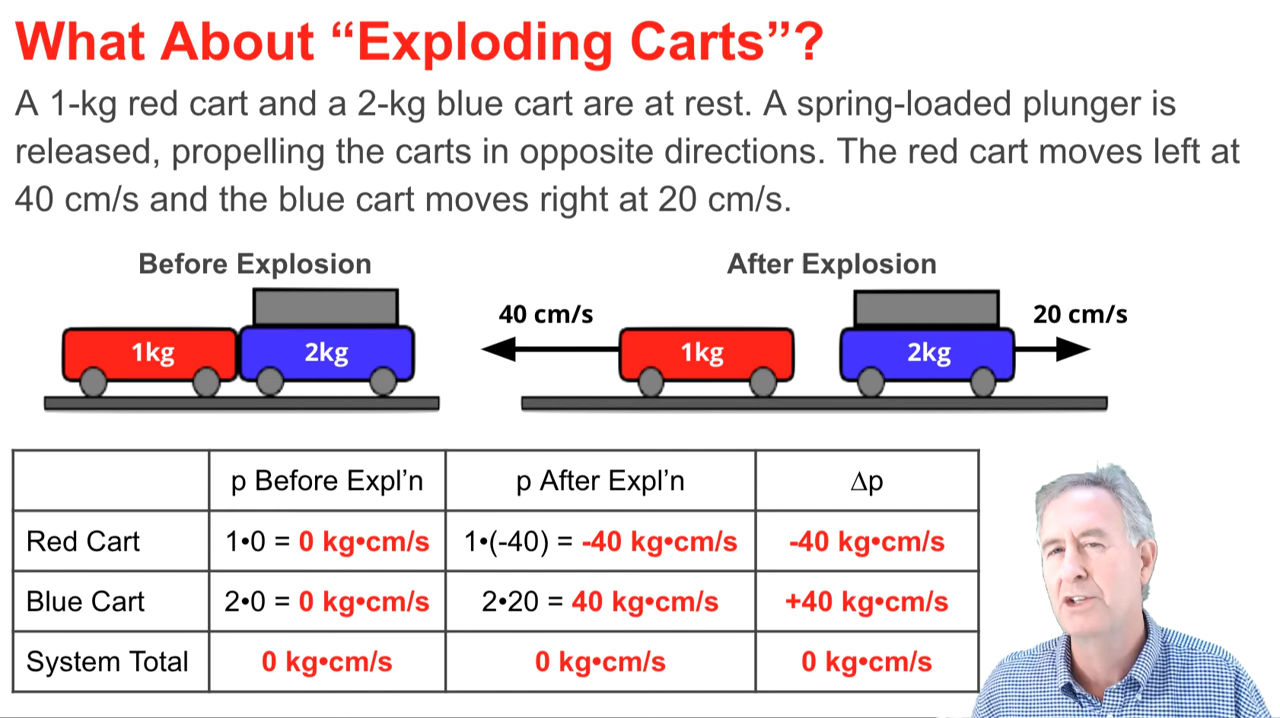 What About “Exploding Carts”?
A 1-kg red cart and a 2-kg blue cart are at rest. A spring-loaded plunger is
released, propelling the carts in opposite directions. The red cart moves left at
40 cm/s and the blue cart moves right at 20 cm/s.
Before Explosion
After Explosion
1kg
2kg
40 cm/s
1kg
2kg
20 cm/s
p Before Expl’n p After Expl’n Δp
Red Cart 1•0 = 0 kg•cm/s 1•(-40) = -40 kg•cm/s -40 kg•cm/s
Blue Cart 2•0 = 0 kg•cm/s 2•20 = 40 kg•cm/s +40 kg•cm/s
System Total 0 kg•cm/s 0 kg•cm/s 0 kg•cm/s